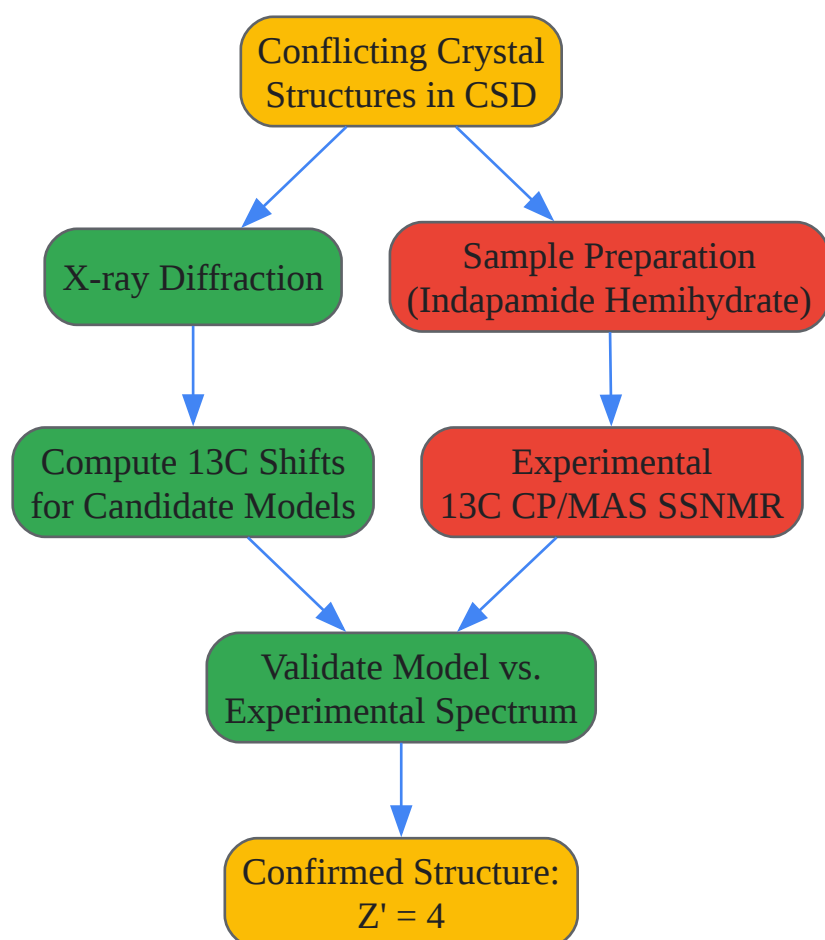 Conflicting Crystal
Structures in CSD
X-ray Diffraction
Sample Preparation
(Indapamide Hemihydrate)
Compute 13C Shifts
for Candidate Models
Experimental
13C CP/MAS SSNMR
Validate Model vs.
Experimental Spectrum
Confirmed Structure:
Z' = 4